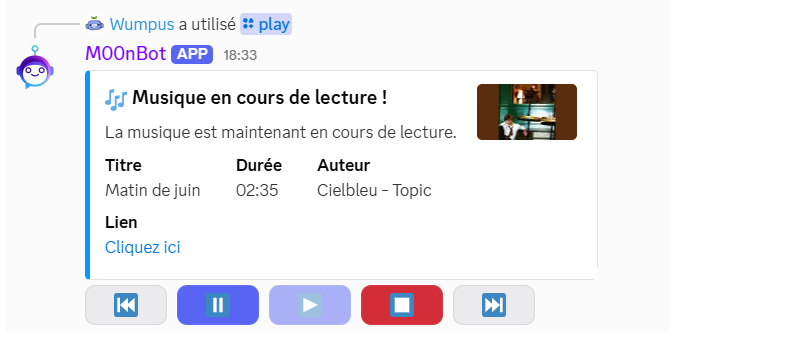 Wumpus a utilisé play
M00nBot APP 18:33
Musique en cours de lecture !
La musique est maintenant en cours de lecture.
Titre Durée Auteur
Matin de juin 02:35 Cielbleu - Topic
Lien
Cliquez ici